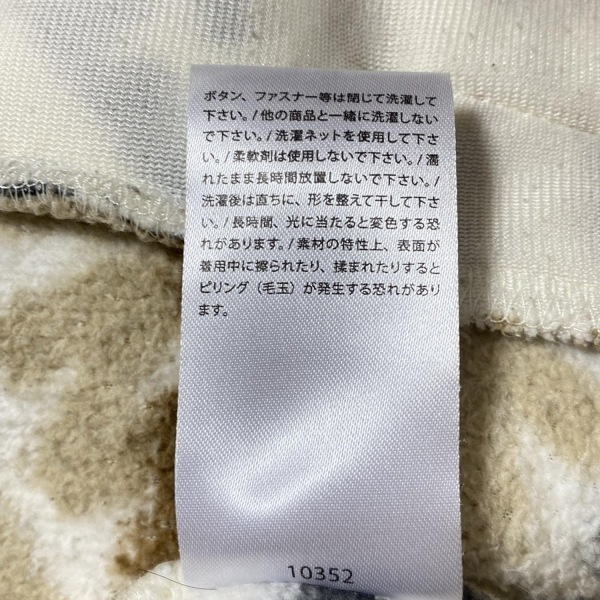 ボタン、ファスナー等は閉じて洗濯して
下さい。/他の商品と一緒に洗濯しない
で下さい。/洗濯ネットを使用して下さ
い。/柔軟剤は使用しないで下さい。/濡
れたまま長時間放置しないで下さい。/
洗濯後は直ちに、形を整えて干して下さ
い。/長時間、光に当たると変色する恐
れがあります。/素材の特性上、表面が
着用中に擦られたり、揉まれたりすると
ピリング（毛玉）が発生する恐れがあり
ます。
10352